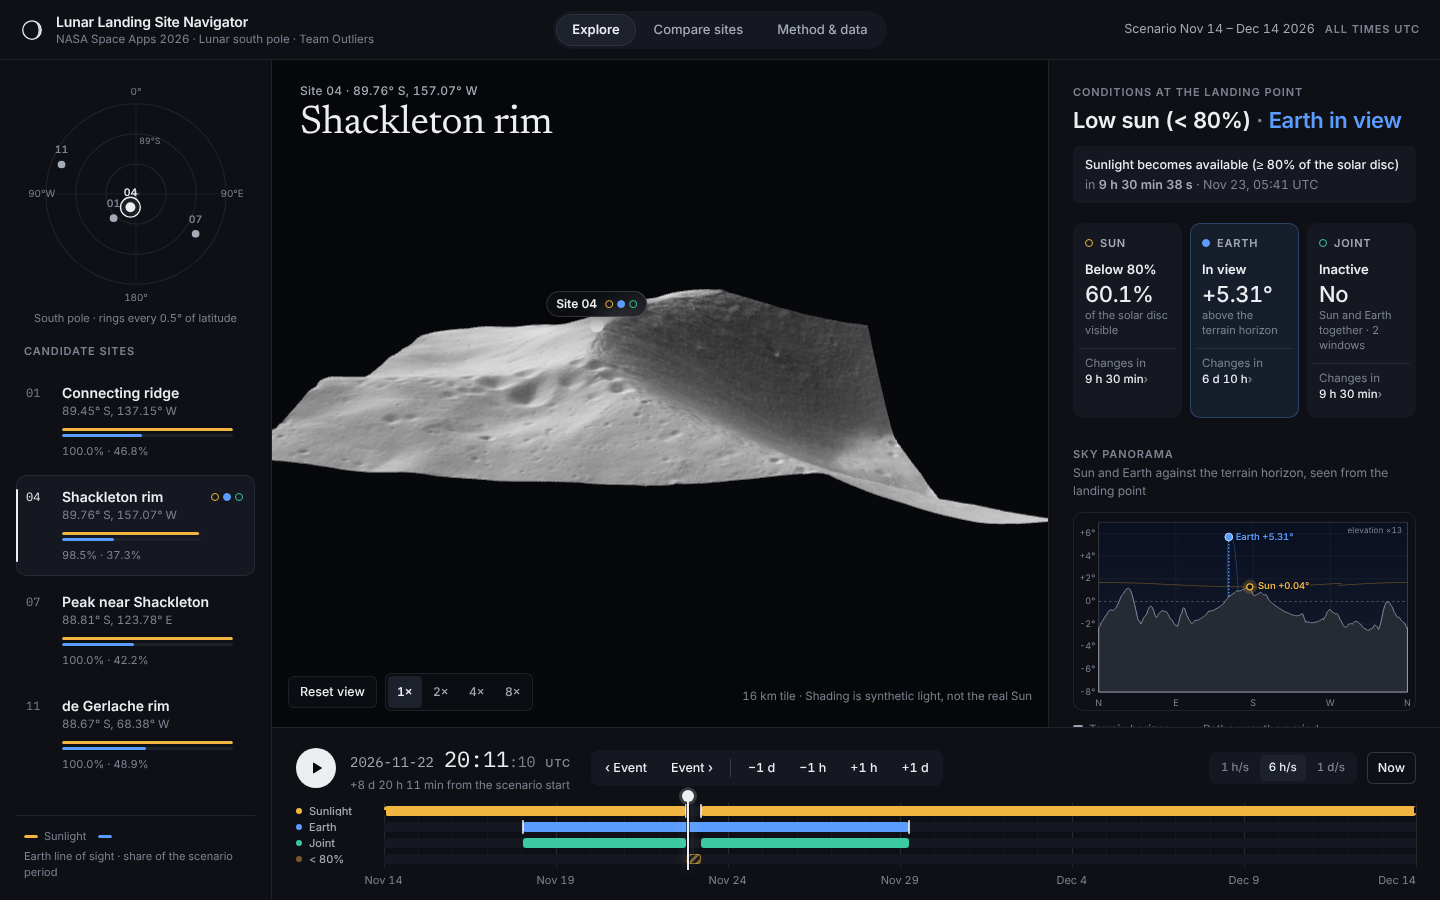 Lunar Landing Site Navigator
NASA Space Apps 2026 · Lunar south pole · Team Outliers
Explore
Compare sites
Method & data
Scenario Nov 14 – Dec 14 2026 ALL TIMES UTC
0°
89°S
11
90°W
04
90°E
01
07
180°
South pole · rings every 0.5° of latitude
CANDIDATE SITES
01 Connecting ridge
89.45° S, 137.15° W
100.0% · 46.8%
04 Shackleton rim
89.76° S, 157.07° W
98.5% · 37.3%
07 Peak near Shackleton
88.81° S, 123.78° E
100.0% · 42.2%
11 de Gerlache rim
88.67° S, 68.38° W
100.0% · 48.9%
Sunlight
Earth line of sight · share of the scenario
period
Site 04 · 89.76° S, 157.07° W
Shackleton rim
Site 04
Reset view
1× 2× 4× 8×
16 km tile · Shading is synthetic light, not the real Sun
CONDITIONS AT THE LANDING POINT
Low sun (< 80%) · Earth in view
Sunlight becomes available (≥ 80% of the solar disc)
in 9 h 30 min 38 s · Nov 23, 05:41 UTC
SUN
Below 80%
60.1%
of the solar disc
visible
Changes in
9 h 30 min›
EARTH
In view
+5.31°
above the
terrain horizon
Changes in
6 d 10 h›
JOINT
Inactive
No
Sun and Earth
together · 2
windows
Changes in
9 h 30 min›
SKY PANORAMA
Sun and Earth against the terrain horizon, seen from the
landing point
elevation ×13
+6°
+4°
+2°
0°
−2°
−4°
−6°
−8°
Earth +5.31°
Sun +0.04°
N E S W N
2026-11-22 20:11:10 UTC
+8 d 20 h 11 min from the scenario start
‹ Event Event › −1 d −1 h +1 h +1 d
1 h/s 6 h/s 1 d/s
Now
Sunlight
Earth
Joint
< 80%
Nov 14 Nov 19 Nov 24 Nov 29 Dec 4 Dec 9 Dec 14